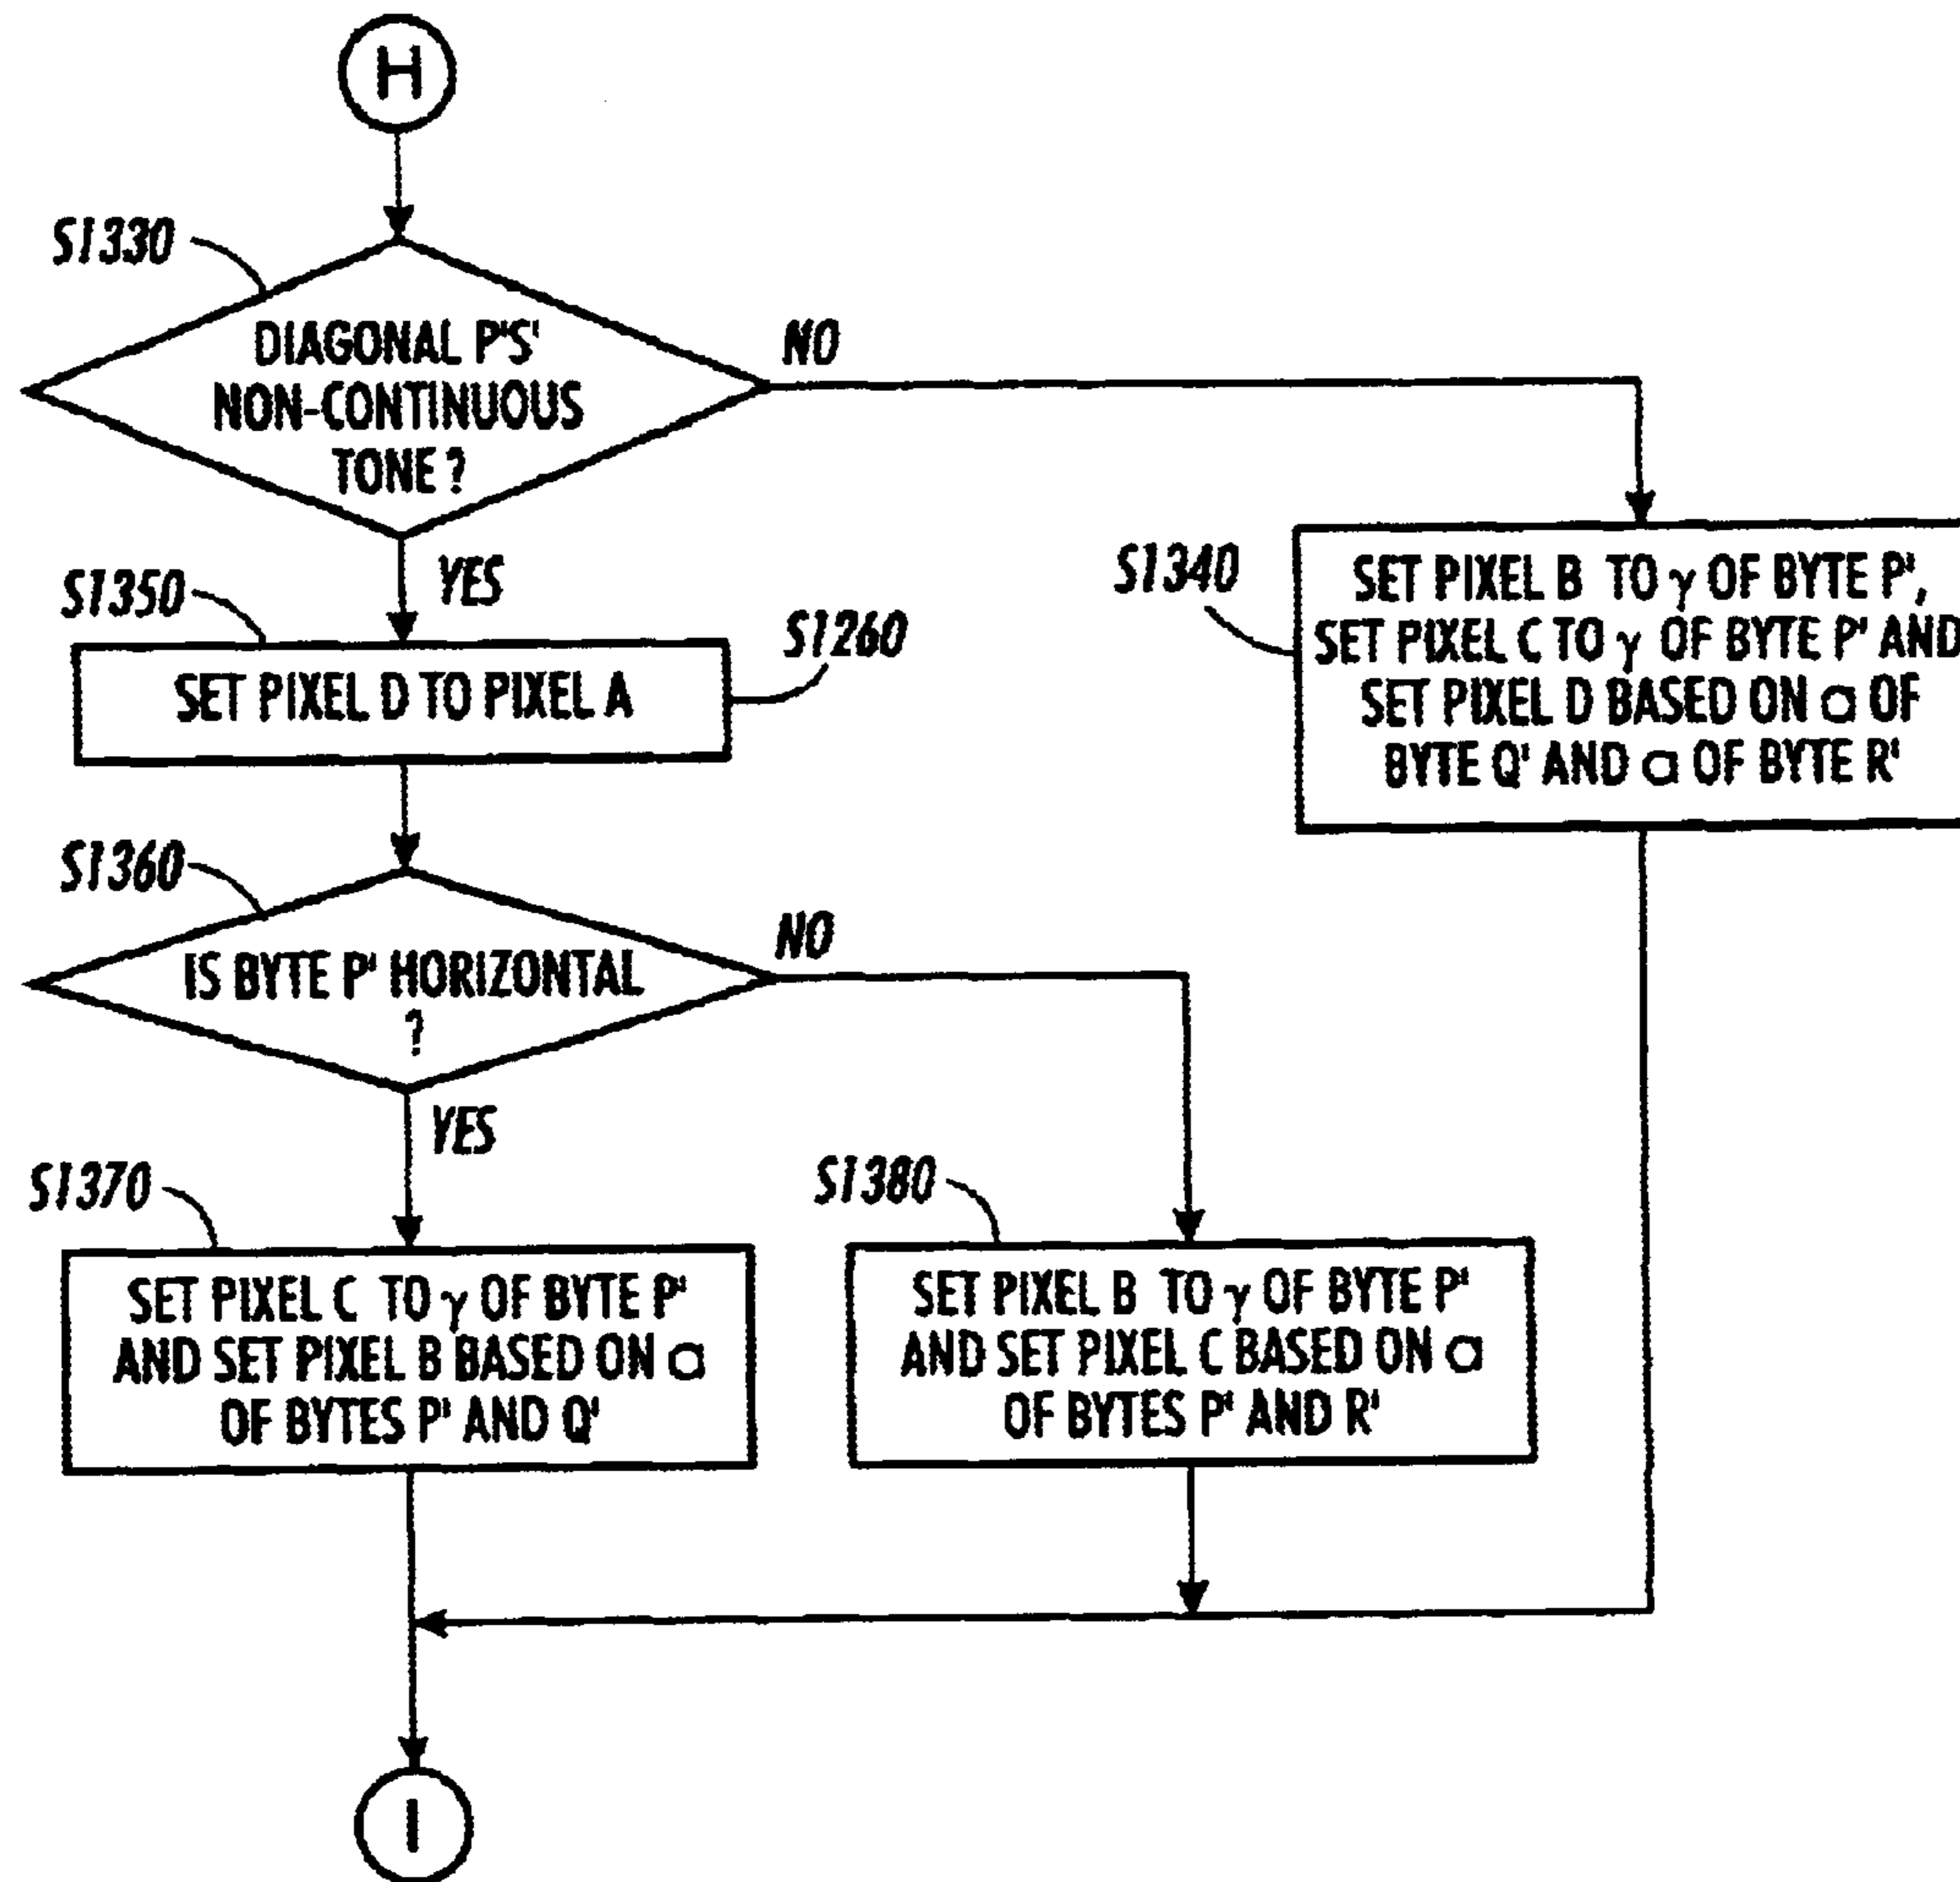 H
S1330
DIAGONAL P'S'
NON-CONTINUOUS
TONE ?
NO
YES
S1350
SET PIXEL D TO PIXEL A
S1260
S1340
SET PIXEL B TO γ OF BYTE P',
SET PIXEL C TO γ OF BYTE P' AND
SET PIXEL D BASED ON α OF
BYTE Q' AND α OF BYTE R'
S1360
IS BYTE P' HORIZONTAL
?
NO
YES
S1370
SET PIXEL C TO γ OF BYTE P'
AND SET PIXEL B BASED ON α
OF BYTES P' AND Q'
S1380
SET PIXEL B TO γ OF BYTE P'
AND SET PIXEL C BASED ON α
OF BYTES P' AND R'
I